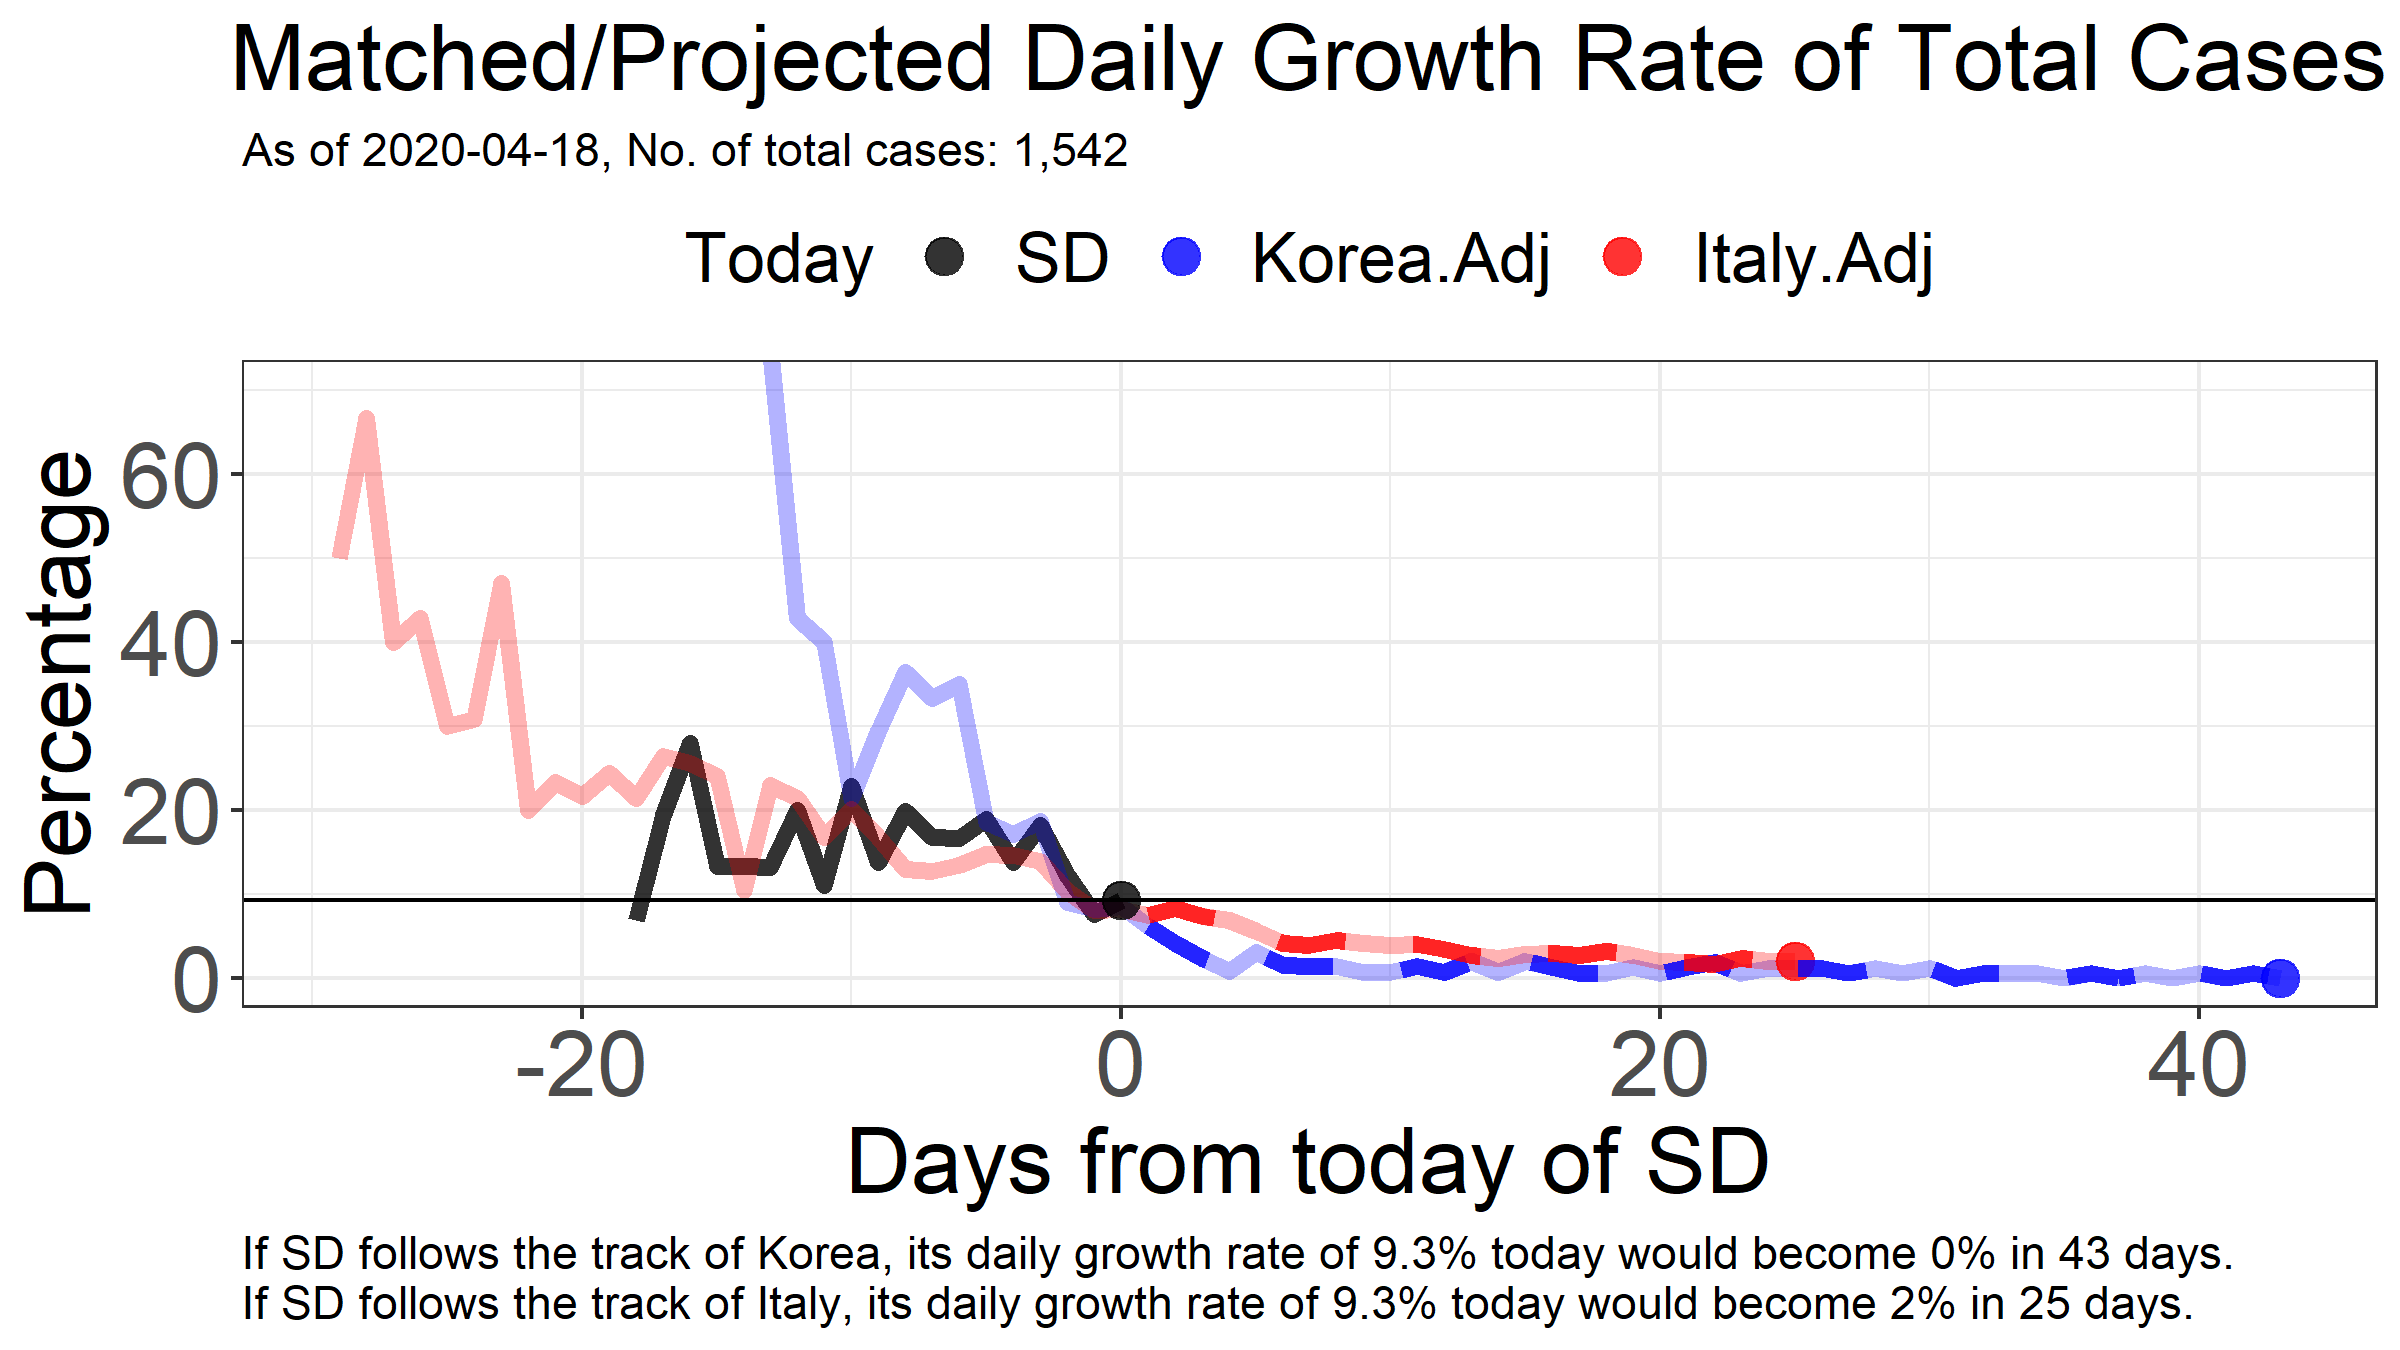 Matched/Projected Daily Growth Rate of Total Cases
As of 2020-04-18, No. of total cases: 1,542
Today SD Korea.Adj Italy.Adj
Percentage
60
40
20
0
-20 0 20 40
Days from today of SD
If SD follows the track of Korea, its daily growth rate of 9.3% today would become 0% in 43 days.
If SD follows the track of Italy, its daily growth rate of 9.3% today would become 2% in 25 days.